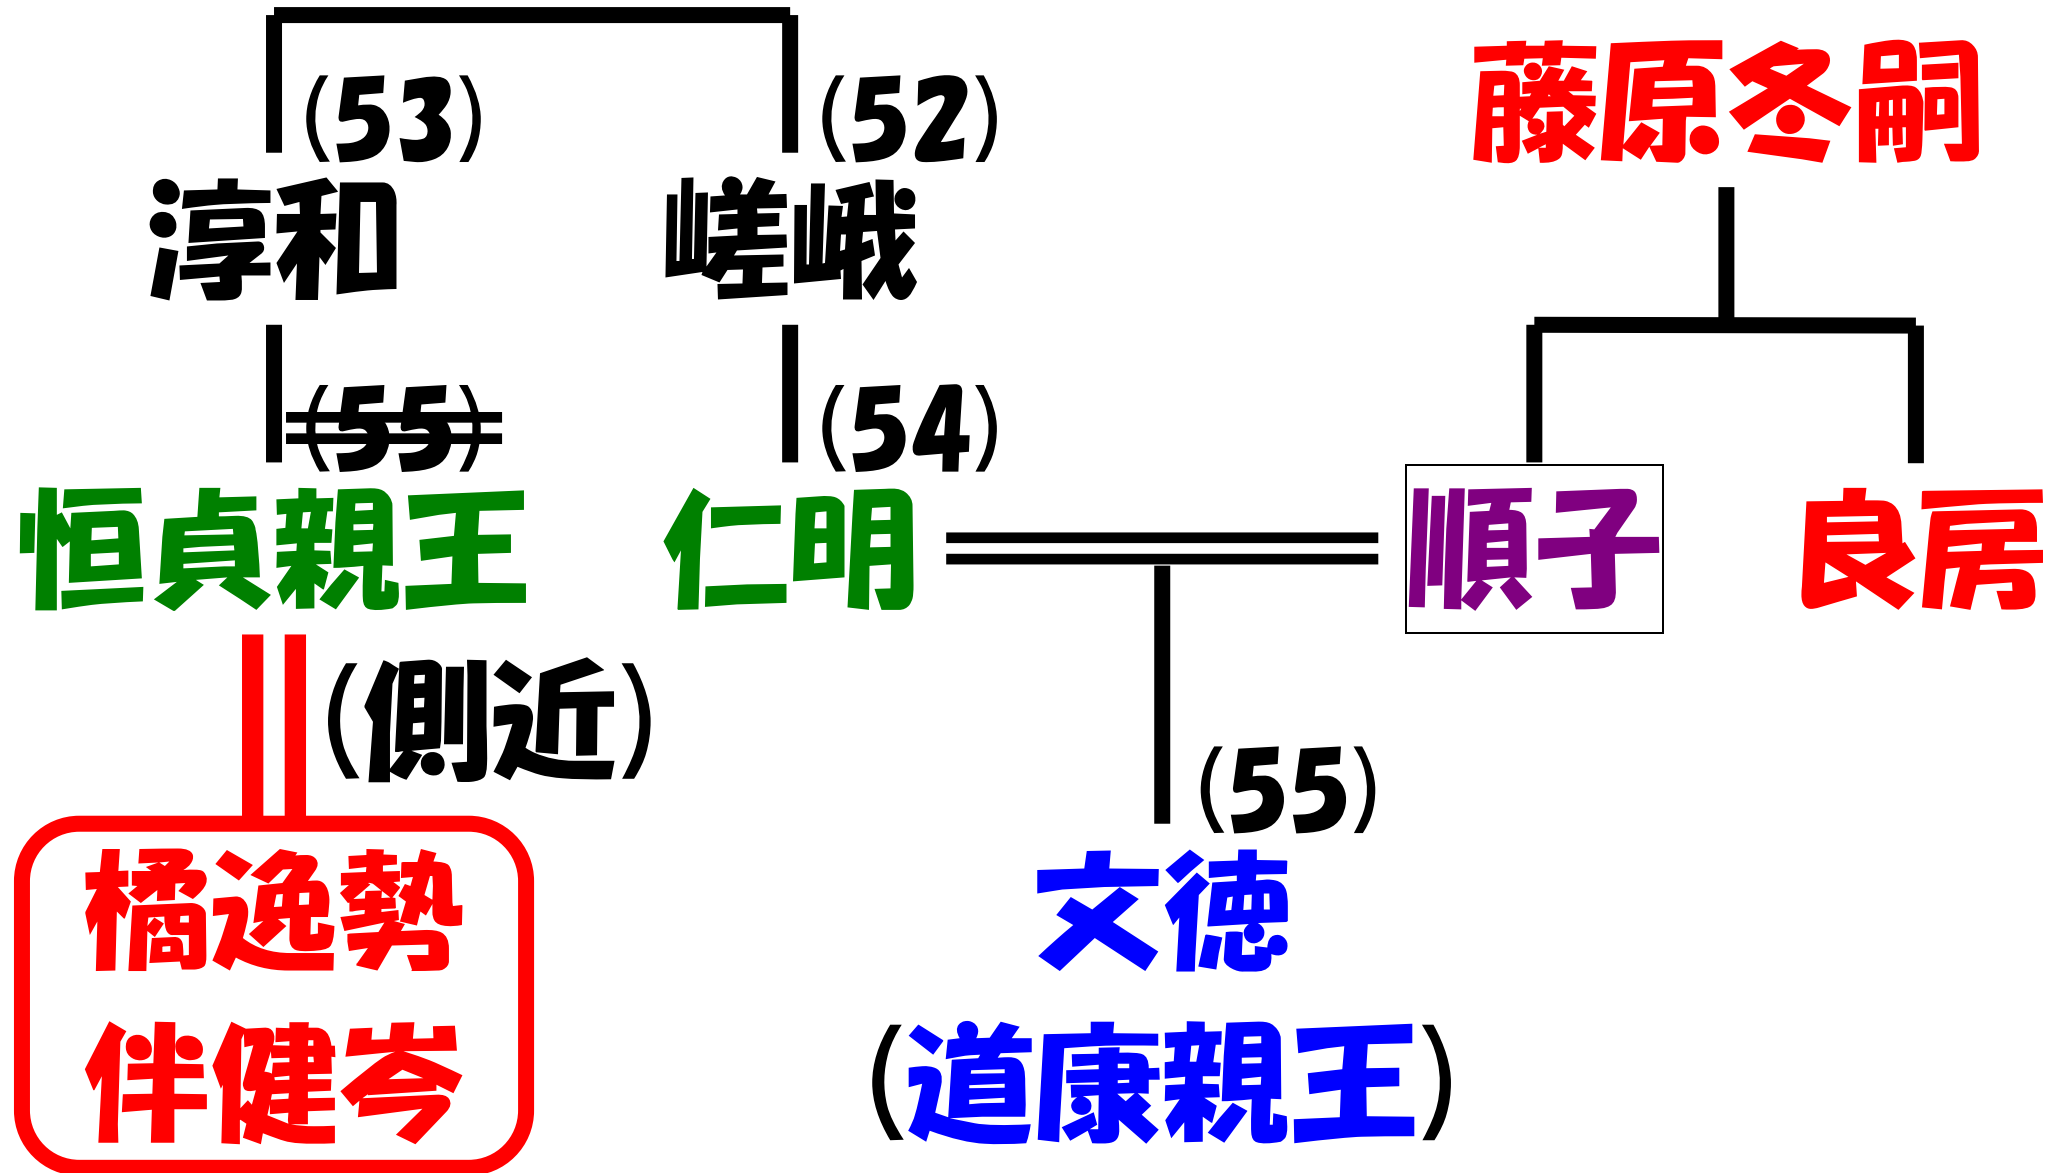 (53)
(52)
藤原冬嗣
淳和
嵯峨
(55)
(54)
恒貞親王
仁明
順子
良房
(側近)
(55)
橘逸勢
文徳
伴健岑
(道康親王)